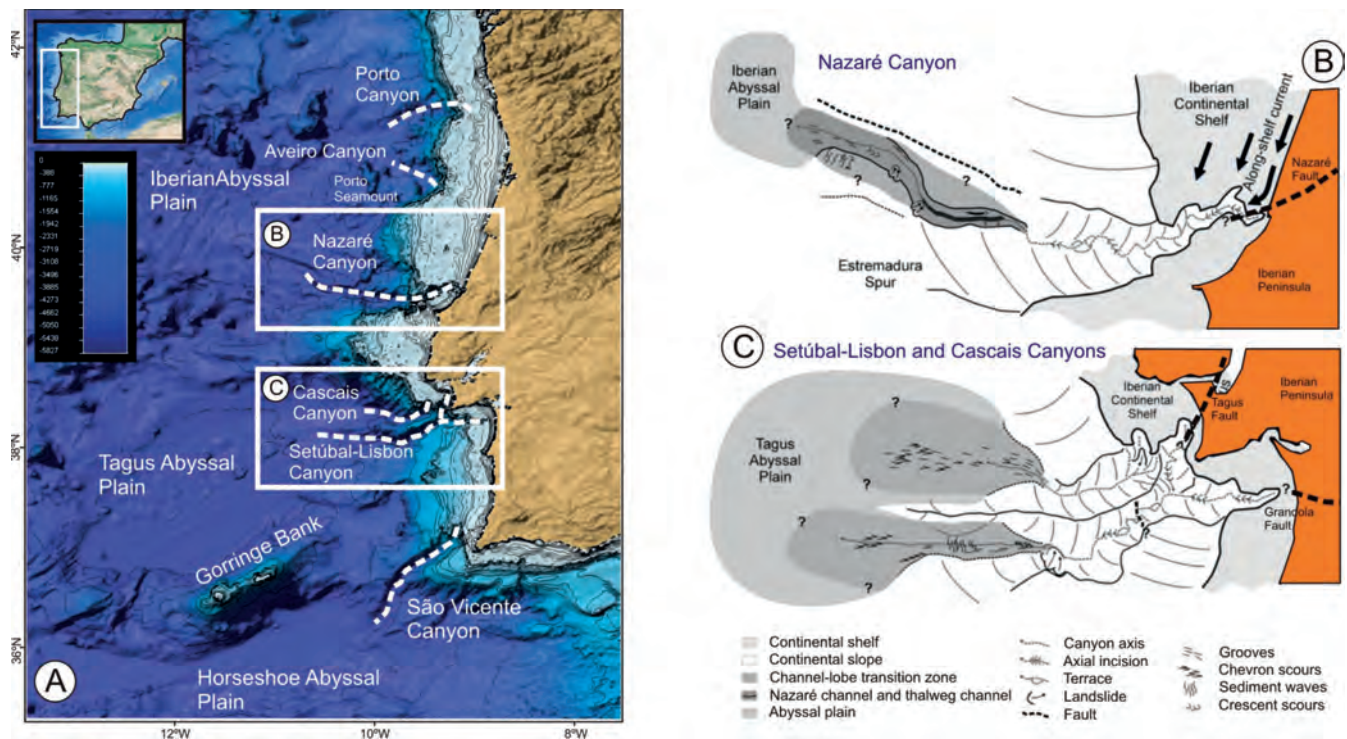 42°N
40°N
38°N
36°N
12°W
10°W
8°W
0
-388
-777
-1165
-1554
-1942
-2331
-2719
-3108
-3496
-3885
-4273
-4662
-5050
-5439
-5827
Porto
Canyon
Aveiro Canyon
Porto
Seamount
IberianAbyssal
Plain
B
Nazaré
Canyon
C
Cascais
Canyon
Setúbal-Lisbon
Canyon
Tagus Abyssal
Plain
Gorringe Bank
São Vicente
Canyon
Horseshoe Abyssal
Plain
A
Nazaré Canyon
B
Iberian
Abyssal
Plain
?
?
?
Iberian
Continental
Shelf
Along-shelf current
Nazaré
Fault
?
Estremadura
Spur
Iberian
Peninsula
C
Setúbal-Lisbon and Cascais Canyons
Tagus
Abyssal
Plain
?
?
?
?
Iberian
Continental
Shelf
Tagus
Fault
Iberian
Peninsula
?
?
Grandola
Fault
Continental shelf
Continental slope
Channel-lobe transition zone
Nazaré channel and thalweg channel
Abyssal plain
Canyon axis
Axial incision
Terrace
Landslide
Fault
Grooves
Chevron scours
Sediment waves
Crescent scours